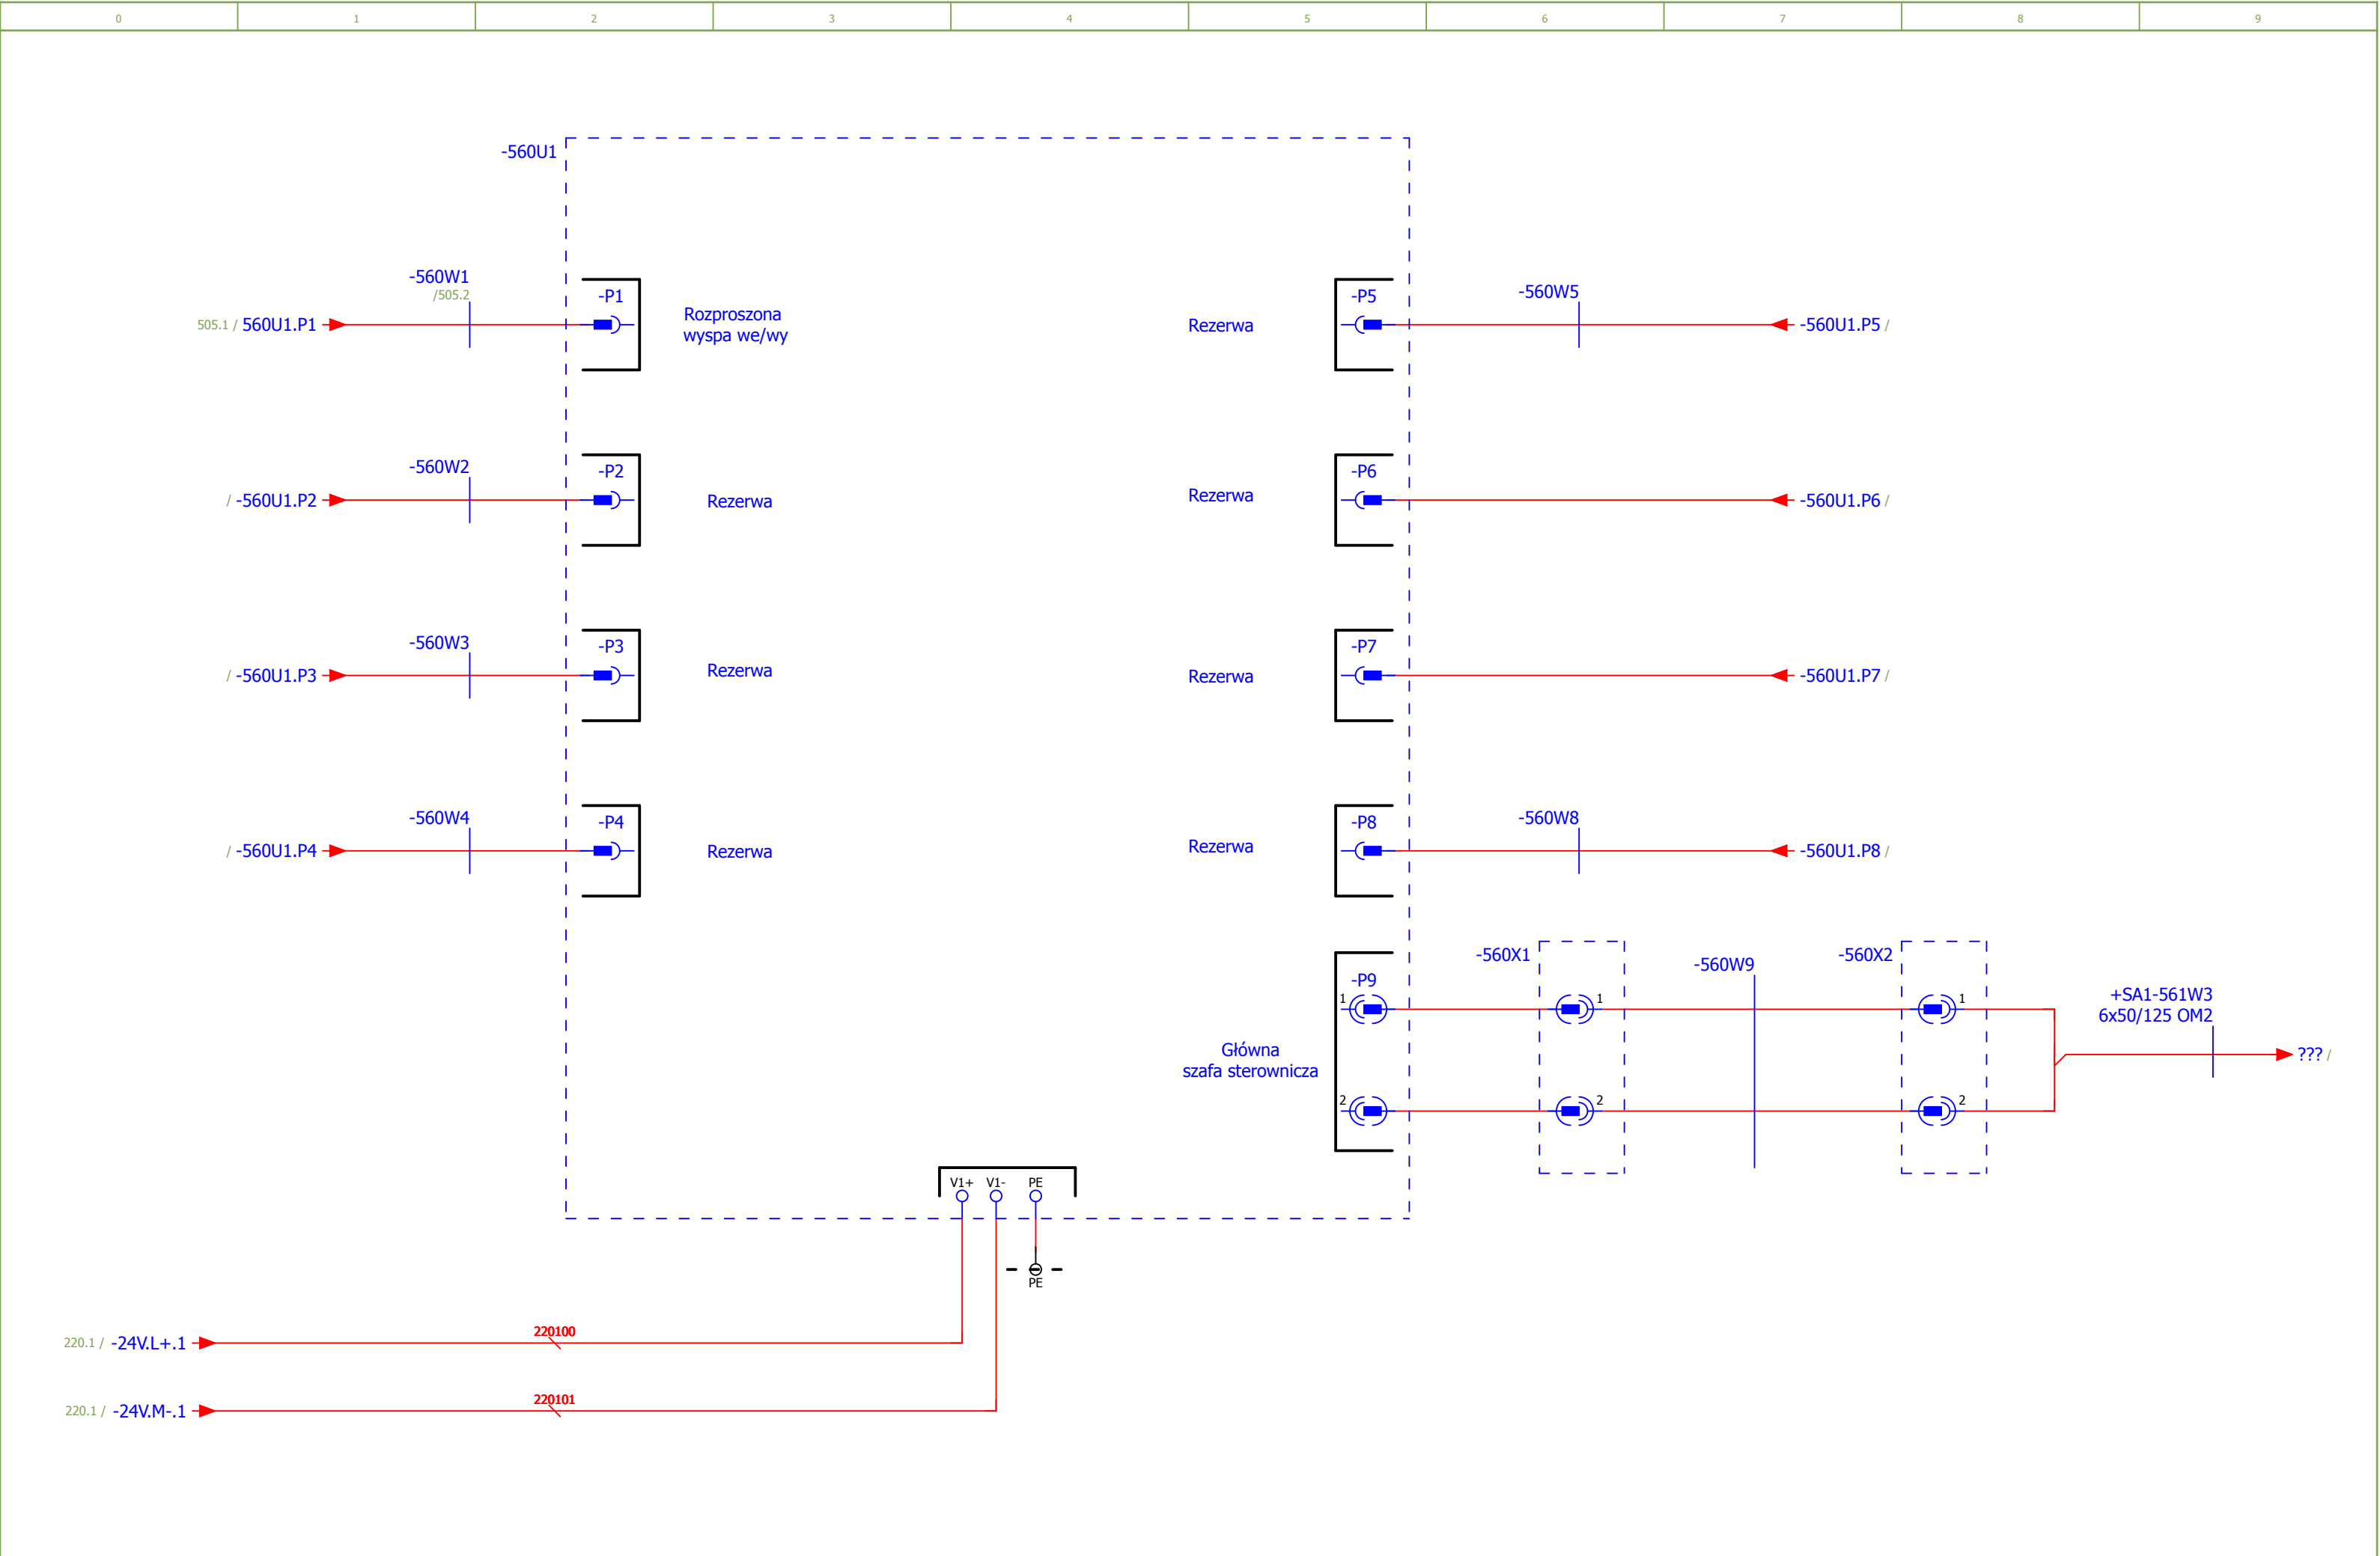 0 1 2 3 4 5 6 7 8 9
-560U1
-560W1
/505.2
505.1 / 560U1.P1
-P1
Rozproszona
wyspa we/wy
Rezerwa
-P5
-560W5
-560U1.P5 /
-560W2
/ -560U1.P2
-P2
Rezerwa
Rezerwa
-P6
-560U1.P6 /
-560W3
/ -560U1.P3
-P3
Rezerwa
Rezerwa
-P7
-560U1.P7 /
-560W4
/ -560U1.P4
-P4
Rezerwa
Rezerwa
-P8
-560W8
-560U1.P8 /
-P9
1
2
Główna
szafa sterownicza
-560X1
1
2
-560W9
-560X2
1
2
+SA1-561W3
6x50/125 OM2
??? /
V1+ V1- PE
PE
220.1 / -24V.L+.1
220100
220.1 / -24V.M-.1
220101